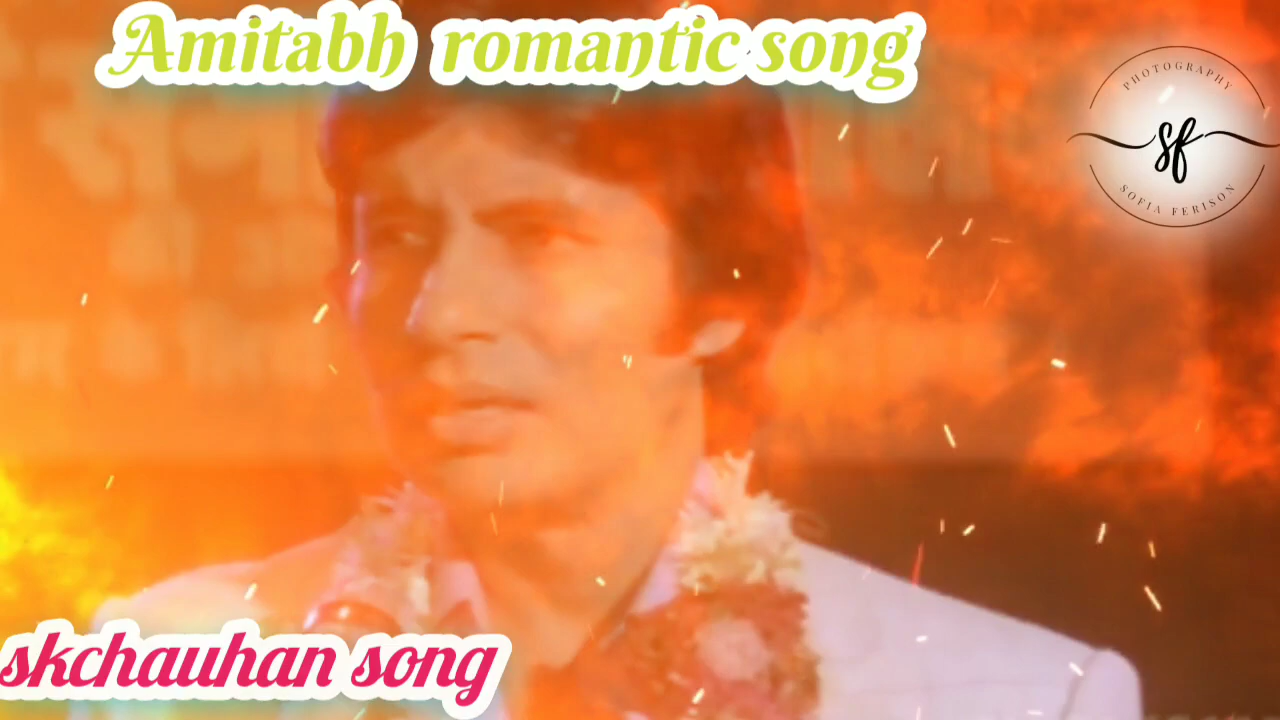 Amitabh romantic song
PHOTOGRAPHY
sf
SOFIA FERISON
skchauhan song